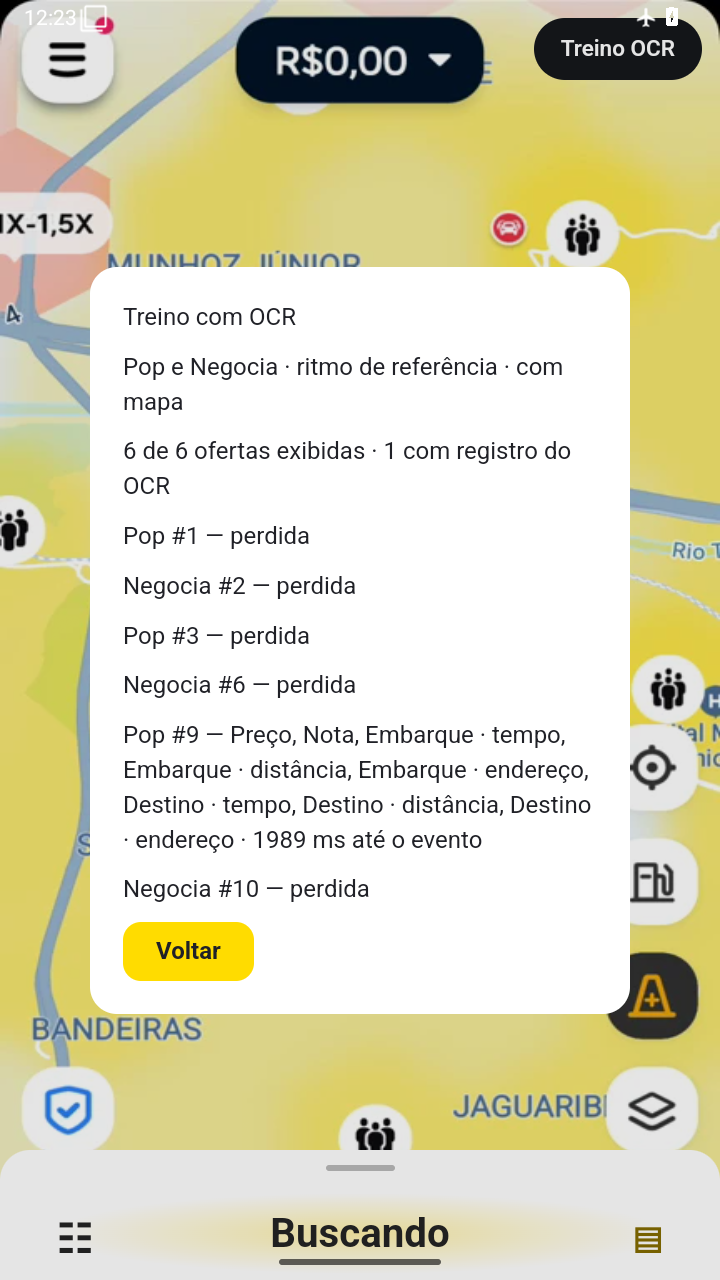 12:23
R$0,00
Treino OCR
1X-1,5X
MUNHOZ JÚNIOR
4
Treino com OCR
Pop e Negocia · ritmo de referência · com
mapa
6 de 6 ofertas exibidas · 1 com registro do
OCR
Pop #1 — perdida
Negocia #2 — perdida
Pop #3 — perdida
Rio T
Negocia #6 — perdida
Pop #9 — Preço, Nota, Embarque · tempo,
Embarque · distância, Embarque · endereço,
Destino · tempo, Destino · distância, Destino
· endereço · 1989 ms até o evento
Negocia #10 — perdida
Voltar
BANDEIRAS
JAGUARIB
Buscando